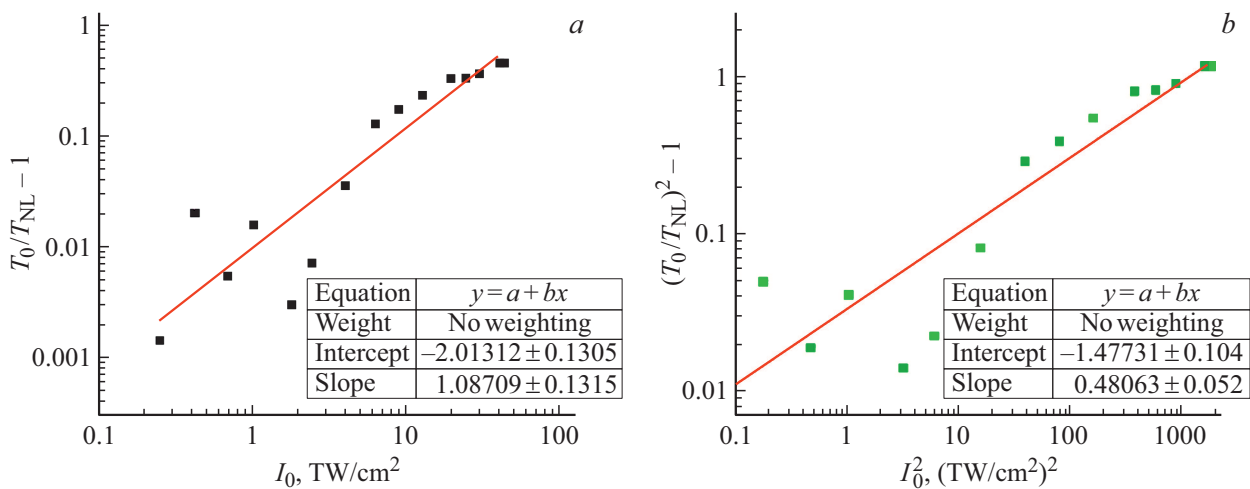 a
1
0.1
0.01
0.001
T₀/T_NL − 1
Equation y = a + bx
Weight No weighting
Intercept −2.01312 ± 0.1305
Slope 1.08709 ± 0.1315
0.1 1 10 100
I₀, TW/cm²
b
1
0.1
0.01
(T₀/T_NL)² − 1
Equation y = a + bx
Weight No weighting
Intercept −1.47731 ± 0.104
Slope 0.48063 ± 0.052
0.1 1 10 100 1000
I₀², (TW/cm²)²